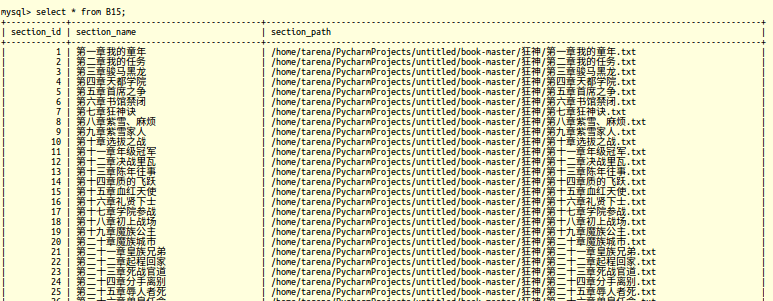 mysql> select * from B15;
| section_id | section_name | section_path |
| 1 | 第一章我的童年 | /home/tarena/PycharmProjects/untitled/book-master/狂神/第一章我的童年.txt
| 2 | 第二章我的任务 | /home/tarena/PycharmProjects/untitled/book-master/狂神/第二章我的任务.txt
| 3 | 第三章骏马黑龙 | /home/tarena/PycharmProjects/untitled/book-master/狂神/第三章骏马黑龙.txt
| 4 | 第四章天都学院 | /home/tarena/PycharmProjects/untitled/book-master/狂神/第四章天都学院.txt
| 5 | 第五章首席之争 | /home/tarena/PycharmProjects/untitled/book-master/狂神/第五章首席之争.txt
| 6 | 第六章书馆禁闭 | /home/tarena/PycharmProjects/untitled/book-master/狂神/第六章书馆禁闭.txt
| 7 | 第七章狂神诀 | /home/tarena/PycharmProjects/untitled/book-master/狂神/第七章狂神诀.txt
| 8 | 第八章紫雪、麻烦 | /home/tarena/PycharmProjects/untitled/book-master/狂神/第八章紫雪、麻烦.txt
| 9 | 第九章紫雪家人 | /home/tarena/PycharmProjects/untitled/book-master/狂神/第九章紫雪家人.txt
| 10 | 第十章选拔之战 | /home/tarena/PycharmProjects/untitled/book-master/狂神/第十章选拔之战.txt
| 11 | 第十一章年级冠军 | /home/tarena/PycharmProjects/untitled/book-master/狂神/第十一章年级冠军.txt
| 12 | 第十二章决战里瓦 | /home/tarena/PycharmProjects/untitled/book-master/狂神/第十二章决战里瓦.txt
| 13 | 第十三章陈年往事 | /home/tarena/PycharmProjects/untitled/book-master/狂神/第十三章陈年往事.txt
| 14 | 第十四章质的飞跃 | /home/tarena/PycharmProjects/untitled/book-master/狂神/第十四章质的飞跃.txt
| 15 | 第十五章血红天使 | /home/tarena/PycharmProjects/untitled/book-master/狂神/第十五章血红天使.txt
| 16 | 第十六章礼贤下士 | /home/tarena/PycharmProjects/untitled/book-master/狂神/第十六章礼贤下士.txt
| 17 | 第十七章学院参战 | /home/tarena/PycharmProjects/untitled/book-master/狂神/第十七章学院参战.txt
| 18 | 第十八章初上战场 | /home/tarena/PycharmProjects/untitled/book-master/狂神/第十八章初上战场.txt
| 19 | 第十九章魔族公主 | /home/tarena/PycharmProjects/untitled/book-master/狂神/第十九章魔族公主.txt
| 20 | 第二十章魔族城市 | /home/tarena/PycharmProjects/untitled/book-master/狂神/第二十章魔族城市.txt
| 21 | 第二十一章皇族兄弟 | /home/tarena/PycharmProjects/untitled/book-master/狂神/第二十一章皇族兄弟.txt
| 22 | 第二十二章起程回家 | /home/tarena/PycharmProjects/untitled/book-master/狂神/第二十二章起程回家.txt
| 23 | 第二十三章死战官道 | /home/tarena/PycharmProjects/untitled/book-master/狂神/第二十三章死战官道.txt
| 24 | 第二十四章分手离别 | /home/tarena/PycharmProjects/untitled/book-master/狂神/第二十四章分手离别.txt
| 25 | 第二十五章辱人者死 | /home/tarena/PycharmProjects/untitled/book-master/狂神/第二十五章辱人者死.txt